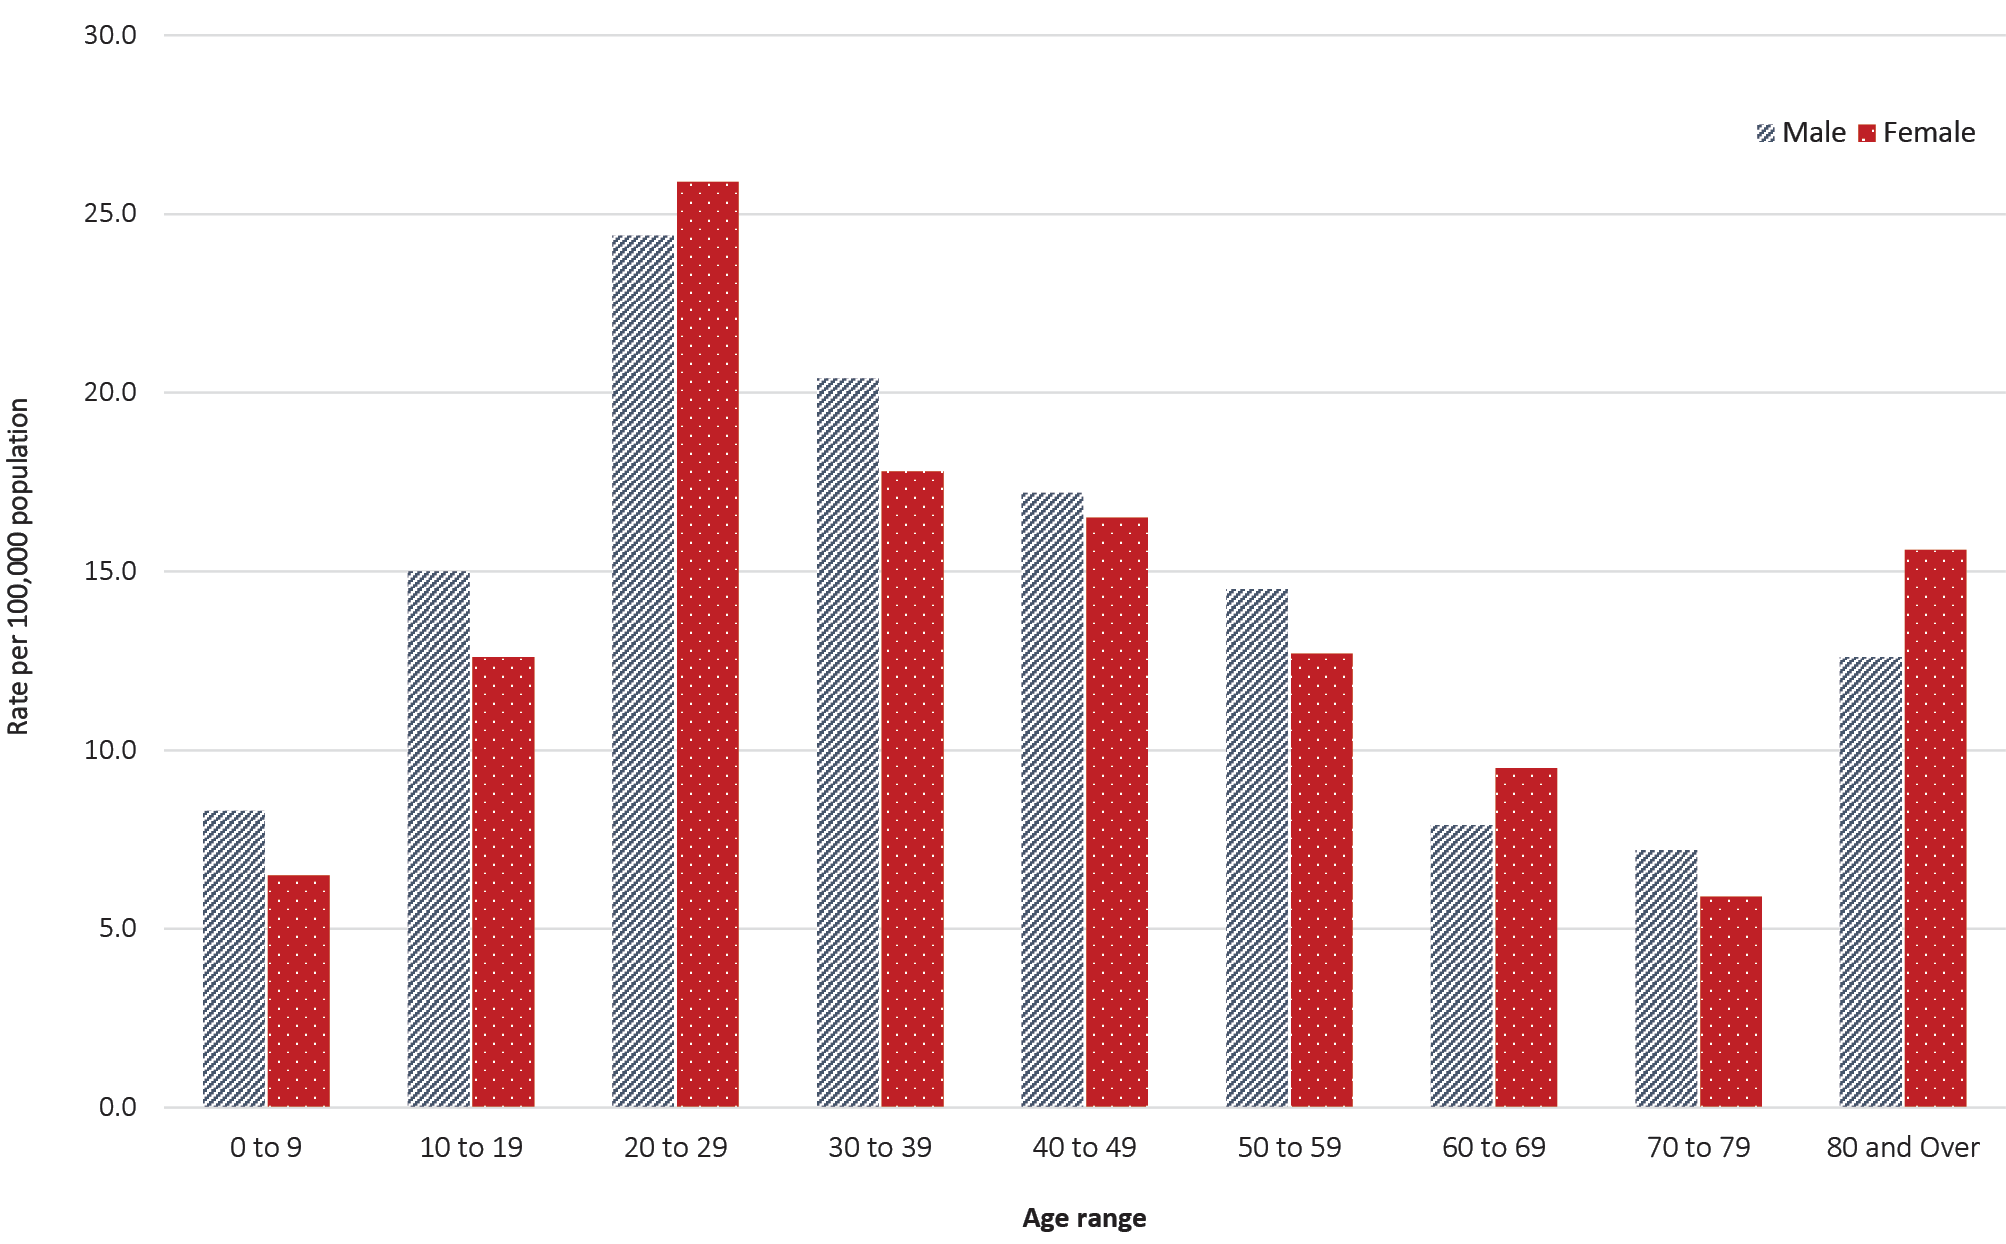 30.0
Male Female
25.0
20.0
15.0
10.0
5.0
0.0
Rate per 100,000 population
0 to 9 10 to 19 20 to 29 30 to 39 40 to 49 50 to 59 60 to 69 70 to 79 80 and Over
Age range